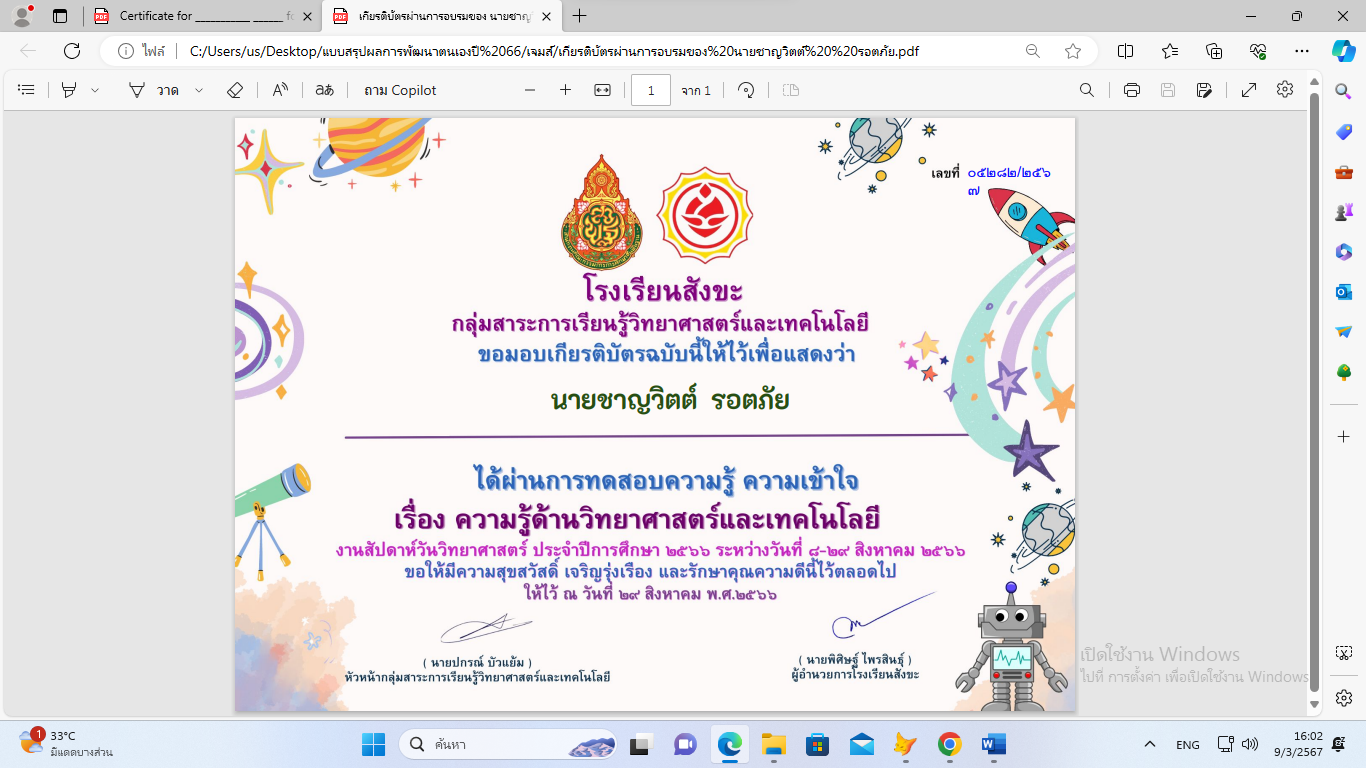 Certificate for ___________ ______ fo
เกียรติบัตรผ่านการอบรมของ นายชาญ
ไฟล์
C:/Users/us/Desktop/แบบสรุปผลการพัฒนาตนเองปี%2066/เจมส์/เกียรติบัตรผ่านการอบรมของ%20นายชาญวิตต์%20%20รอตภัย.pdf
วาด
ถาม Copilot
1
จาก 1
เลขที่ ๐๕๒๘๒/๒๕๖
๗
โรงเรียนสังขะ
กลุ่มสาระการเรียนรู้วิทยาศาสตร์และเทคโนโลยี
ขอมอบเกียรติบัตรฉบับนี้ให้ไว้เพื่อแสดงว่า
นายชาญวิตต์ รอตภัย
ได้ผ่านการทดสอบความรู้ ความเข้าใจ
เรื่อง ความรู้ด้านวิทยาศาสตร์และเทคโนโลยี
งานสัปดาห์วันวิทยาศาสตร์ ประจำปีการศึกษา ๒๕๖๖ ระหว่างวันที่ ๘-๒๙ สิงหาคม ๒๕๖๖
ขอให้มีความสุขสวัสดิ์ เจริญรุ่งเรือง และรักษาคุณความดีนี้ไว้ตลอดไป
ให้ไว้ ณ วันที่ ๒๙ สิงหาคม พ.ศ.๒๕๖๖
( นายปกรณ์ บัวแย้ม )
หัวหน้ากลุ่มสาระการเรียนรู้วิทยาศาสตร์และเทคโนโลยี
( นายพิศิษฐ์ ไพรสินธุ์ )
ผู้อำนวยการโรงเรียนสังขะ
เปิดใช้งาน Windows
ไปที่ การตั้งค่า เพื่อเปิดใช้งาน Windows
1
33°C
มีแดดบางส่วน
ค้นหา
ENG
16:02
9/3/2567